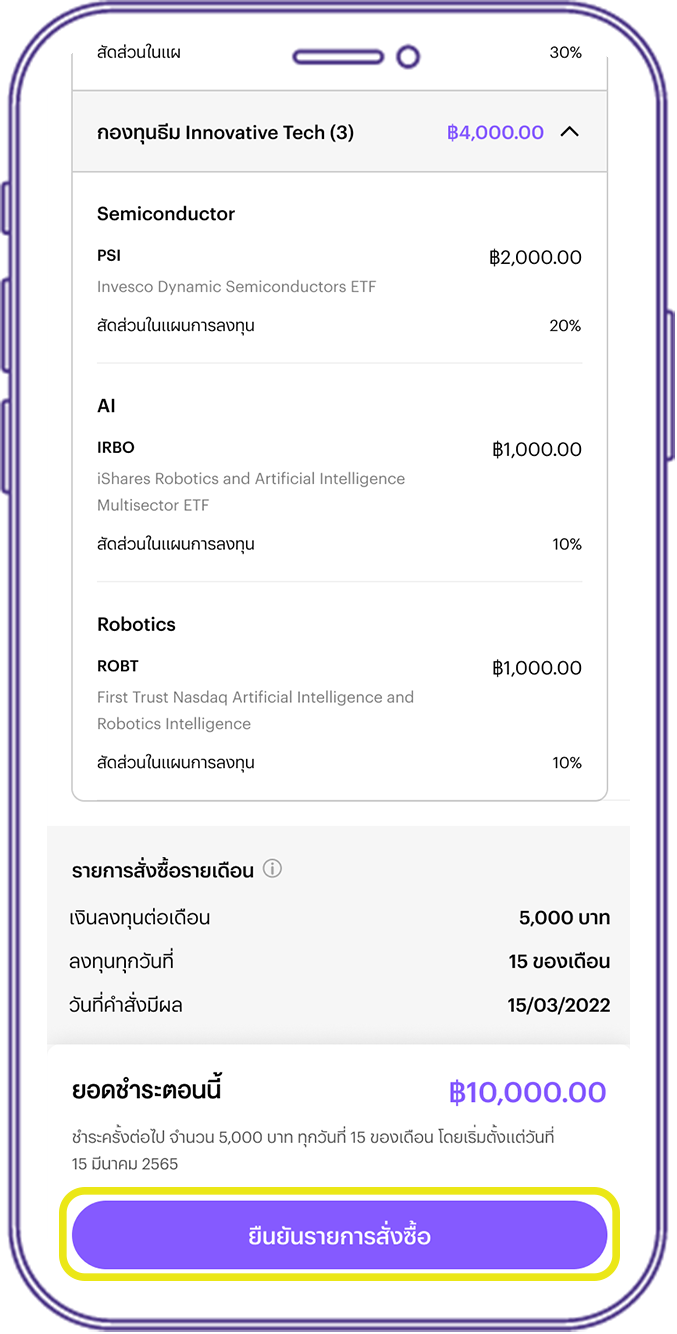 สัดส่วนในแผ 30%
กองทุนธีม Innovative Tech (3) ฿4,000.00
Semiconductor
PSI ฿2,000.00
Invesco Dynamic Semiconductors ETF
สัดส่วนในแผนการลงทุน 20%
AI
IRBO ฿1,000.00
iShares Robotics and Artificial Intelligence
Multisector ETF
สัดส่วนในแผนการลงทุน 10%
Robotics
ROBT ฿1,000.00
First Trust Nasdaq Artificial Intelligence and
Robotics Intelligence
สัดส่วนในแผนการลงทุน 10%
รายการสั่งซื้อรายเดือน
เงินลงทุนต่อเดือน 5,000 บาท
ลงทุนทุกวันที่ 15 ของเดือน
วันที่คำสั่งมีผล 15/03/2022
ยอดชำระตอนนี้ ฿10,000.00
ชำระครั้งต่อไป จำนวน 5,000 บาท ทุกวันที่ 15 ของเดือน โดยเริ่มตั้งแต่วันที่
15 มีนาคม 2565
ยืนยันรายการสั่งซื้อ